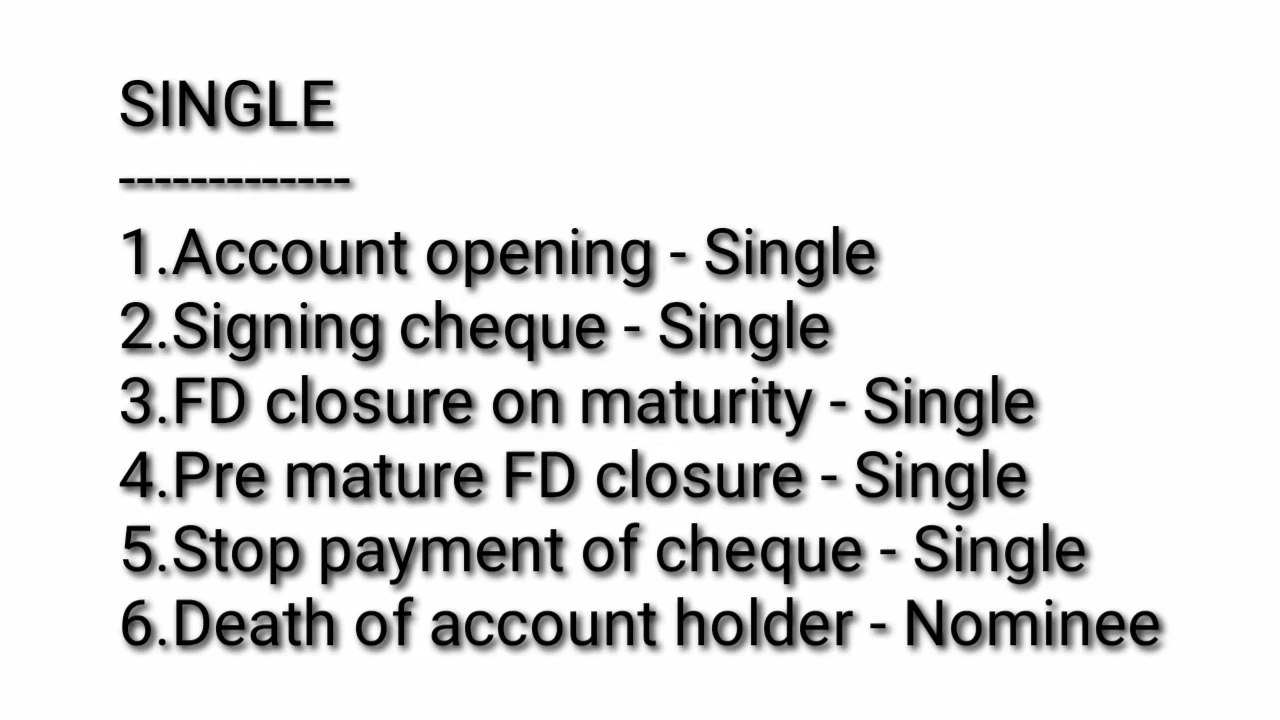 SINGLE
-------------
1.Account opening - Single
2.Signing cheque - Single
3.FD closure on maturity - Single
4.Pre mature FD closure - Single
5.Stop payment of cheque - Single
6.Death of account holder - Nominee